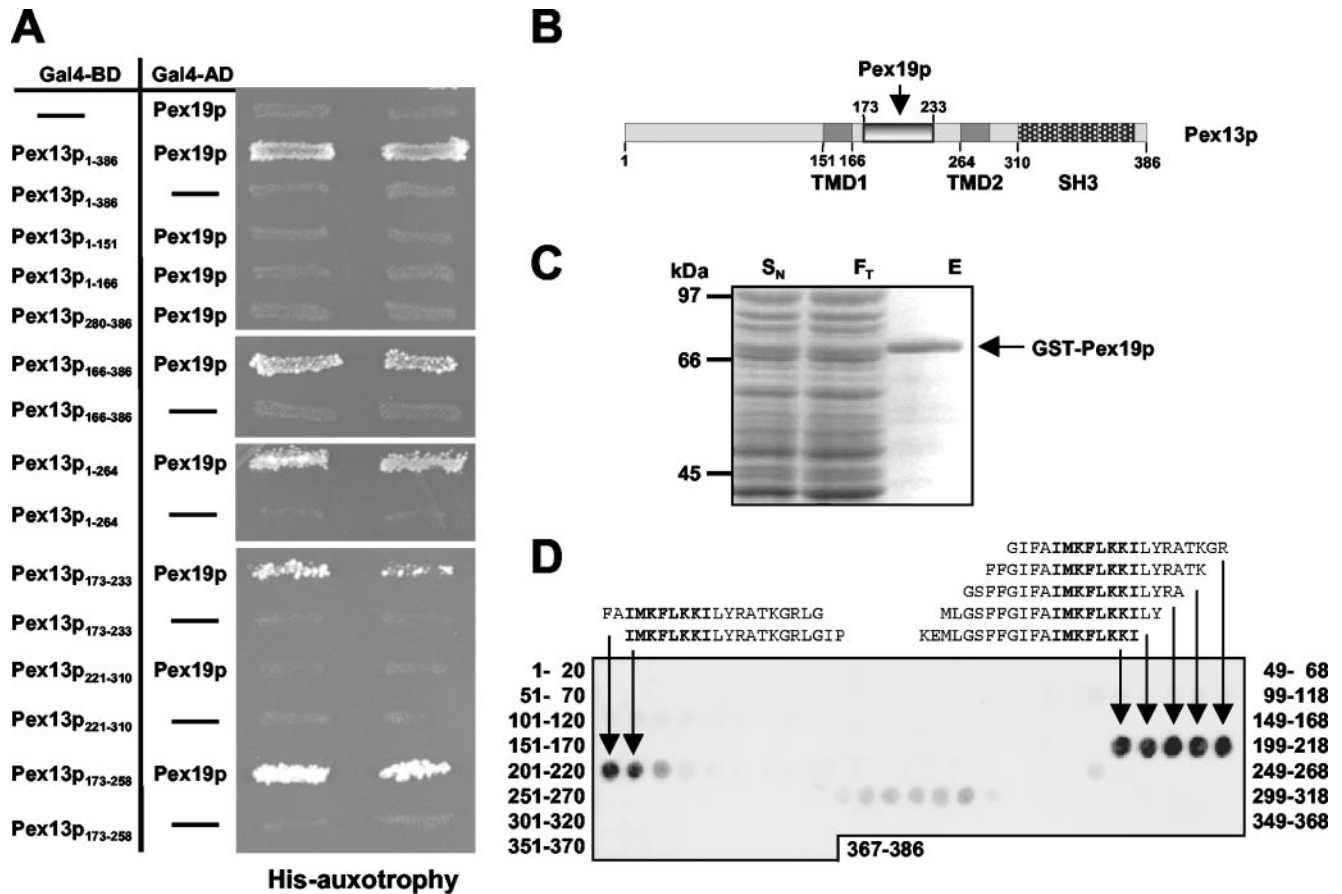 A
Gal4-BD Gal4-AD
— Pex19p
Pex13p1-386 Pex19p
Pex13p1-386 —
Pex13p1-151 Pex19p
Pex13p1-166 Pex19p
Pex13p280-386 Pex19p
Pex13p166-386 Pex19p
Pex13p166-386 —
Pex13p1-264 Pex19p
Pex13p1-264 —
Pex13p173-233 Pex19p
Pex13p173-233 —
Pex13p221-310 Pex19p
Pex13p221-310 —
Pex13p173-258 Pex19p
Pex13p173-258 —
His-auxotrophy
B
Pex19p
173 233
Pex13p
1 151 166 264 310 386
TMD1 TMD2 SH3
C
kDa SN FT E
97
66
45
GST-Pex19p
D
GIFAIMKFLKKILYRATKGR
FFGIFAIMKFLKKILYRATK
GSFFGIFAIMKFLKKILYRA
FAIMKFLKKILYRATKGRLG MLGSFFGIFAIMKFLKKILY
IMKFLKKILYRATKGRLGIP KEMLGSFFGIFAIMKFLKKI
1- 20 49- 68
51- 70 99-118
101-120 149-168
151-170 199-218
201-220 249-268
251-270 299-318
301-320 349-368
351-370 367-386